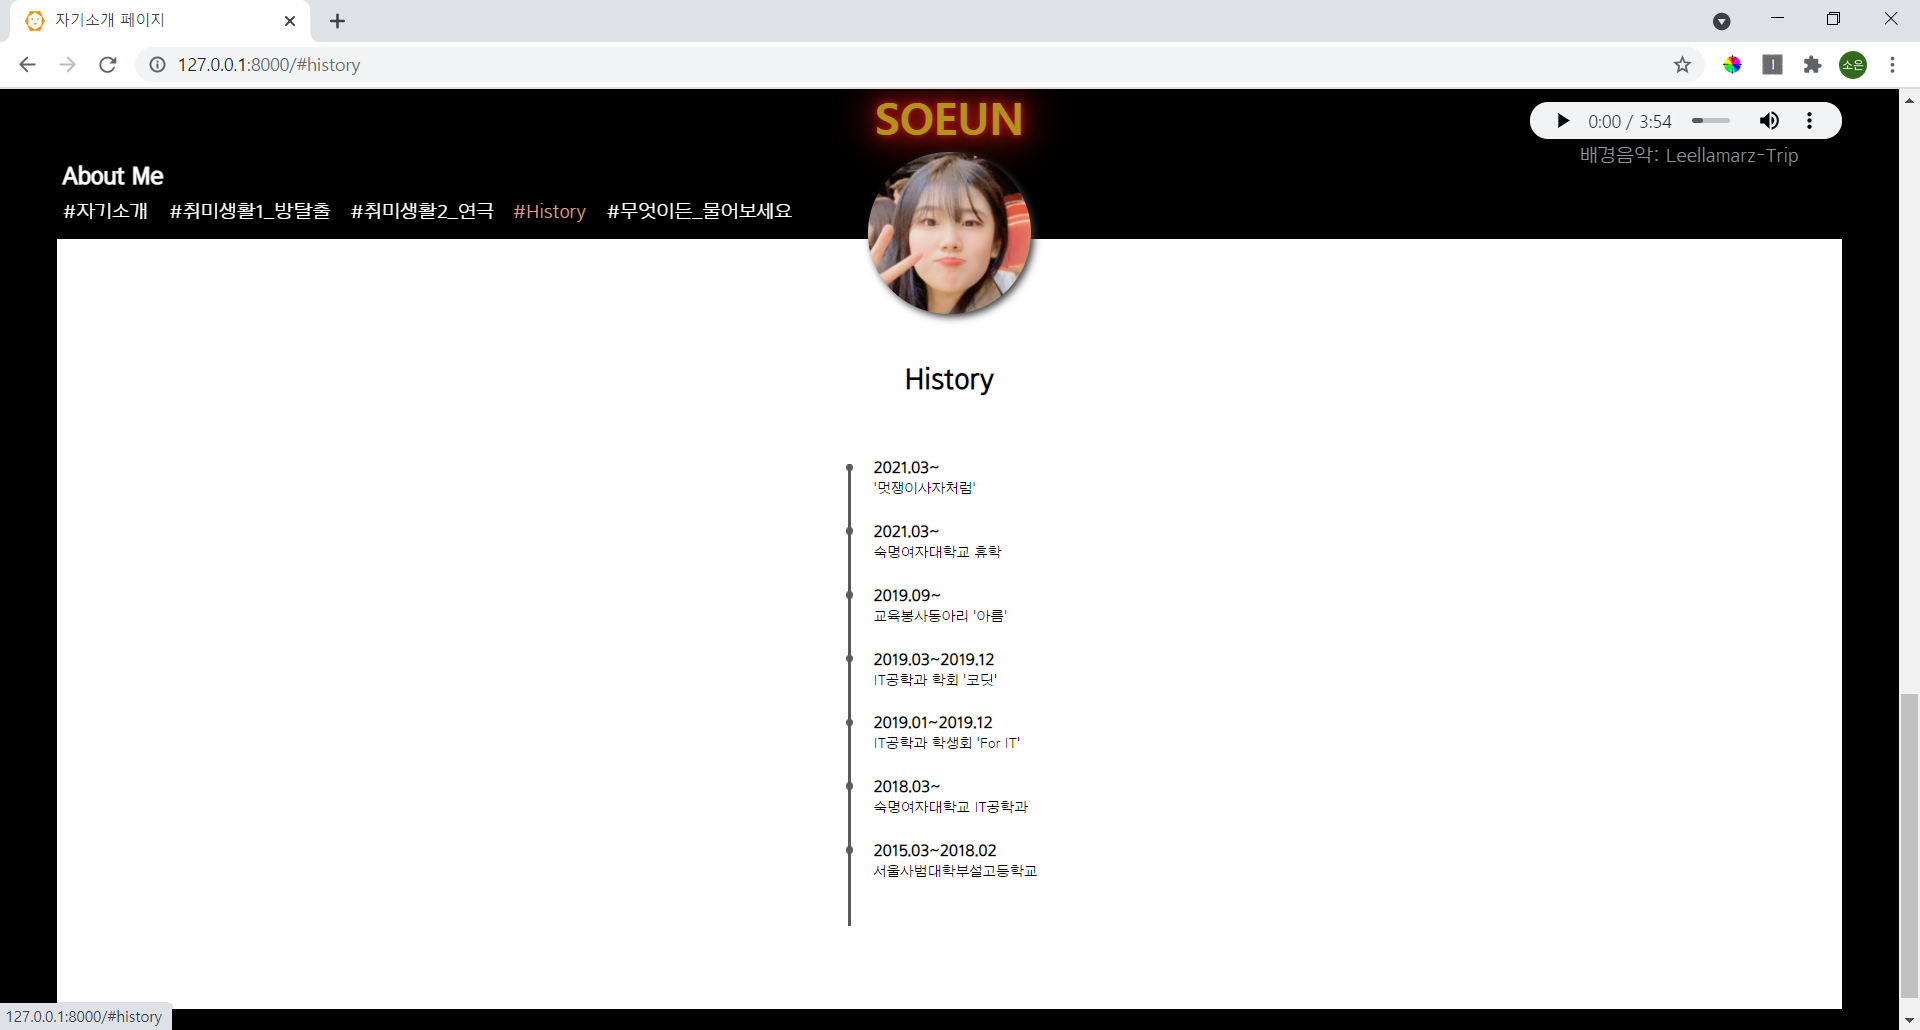 자기소개 페이지
127.0.0.1:8000/#history
소은
SOEUN
0:00 / 3:54
배경음악: Leellamarz-Trip
About Me
#자기소개 #취미생활1_방탈출 #취미생활2_연극 #History #무엇이든_물어보세요
History
2021.03~
'멋쟁이사자처럼'
2021.03~
숙명여자대학교 휴학
2019.09~
교육봉사동아리 '아름'
2019.03~2019.12
IT공학과 학회 '코딧'
2019.01~2019.12
IT공학과 학생회 'For IT'
2018.03~
숙명여자대학교 IT공학과
2015.03~2018.02
서울사범대학부설고등학교
127.0.0.1:8000/#history